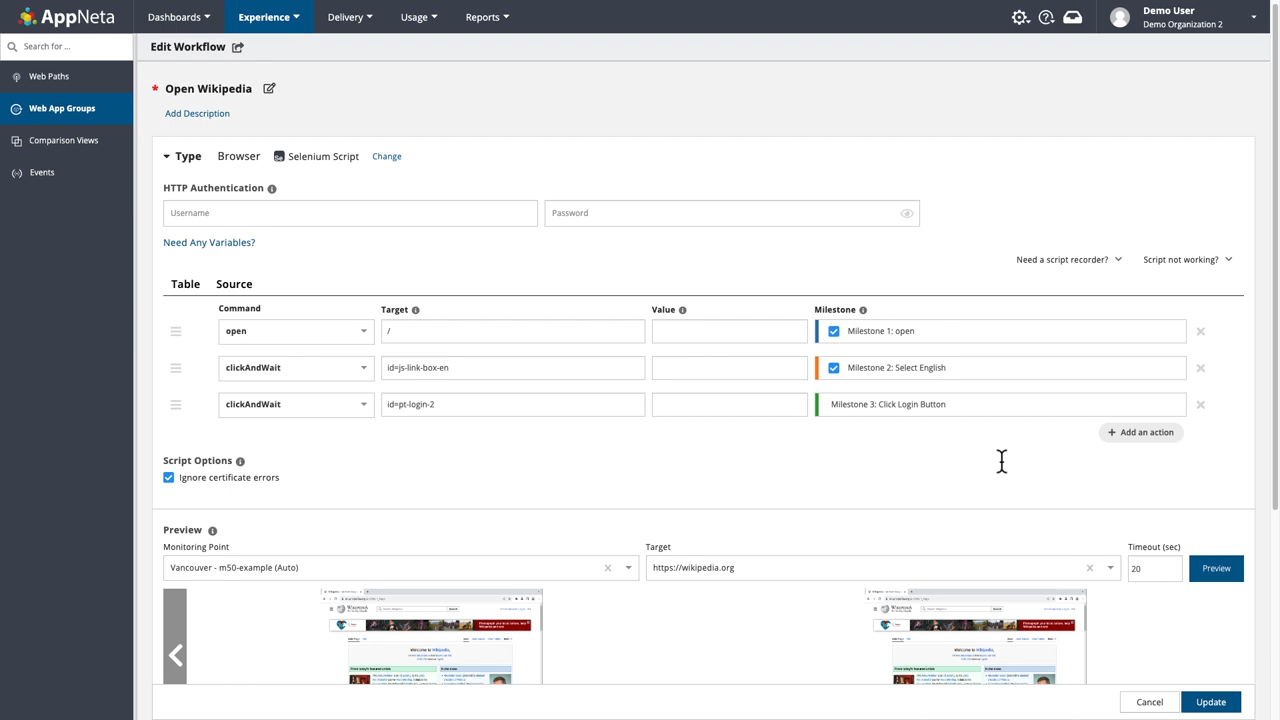 AppNeta
Dashboards Experience Delivery Usage Reports
Demo User
Demo Organization 2
Search for ...
Edit Workflow
Web Paths
Web App Groups
Comparison Views
Events
* Open Wikipedia
Add Description
Type Browser Selenium Script Change
HTTP Authentication
Username Password
Need Any Variables?
Need a script recorder? Script not working?
Table Source
Command Target Value Milestone
open / Milestone 1: open
clickAndWait id=js-link-box-en Milestone 2: Select English
clickAndWait id=pt-login-2 Milestone 3: Click Login Button
+ Add an action
Script Options
Ignore certificate errors
Preview
Monitoring Point Target Timeout (sec)
Vancouver - m50-example (Auto) https://wikipedia.org 20 Preview
Cancel Update